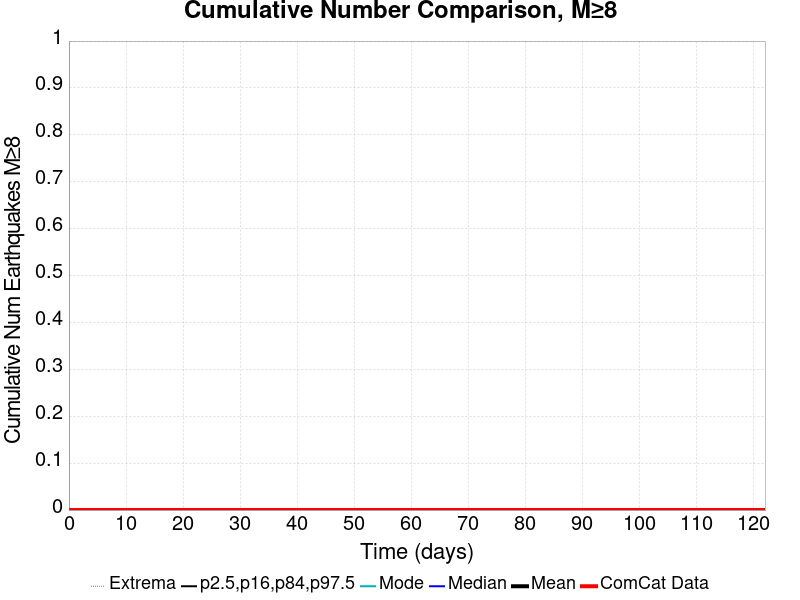 Cumulative Number Comparison, M≥8
Cumulative Num Earthquakes M≥8
1
0.9
0.8
0.7
0.6
0.5
0.4
0.3
0.2
0.1
0
0 10 20 30 40 50 60 70 80 90 100 110 120
Time (days)
Extrema p2.5,p16,p84,p97.5 Mode Median Mean ComCat Data